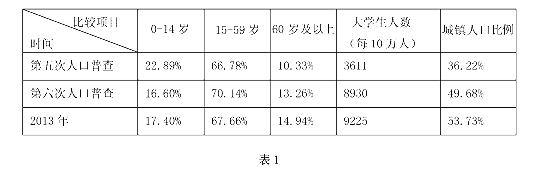 比较项目
时间
0-14 岁
15-59 岁
60 岁及以上
大学生人数
(每10万人)
城镇人口比例
第五次人口普查 22.89% 66.78% 10.33% 3611 36.22%
第六次人口普查 16.60% 70.14% 13.26% 8930 49.68%
2013 年 17.40% 67.66% 14.94% 9225 53.73%
表1